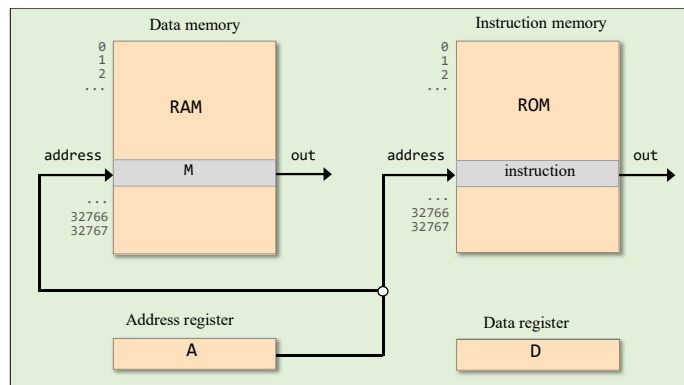 Data memory
0
1
2
...
RAM
address
M
out
...
32766
32767
Instruction memory
0
1
2
...
ROM
address
instruction
out
...
32766
32767
Address register
A
Data register
D